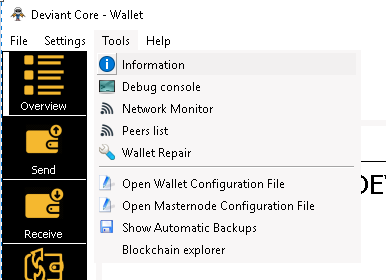 Deviant Core - Wallet
File Settings Tools Help
Information
Debug console
Network Monitor
Peers list
Wallet Repair
Open Wallet Configuration File
Open Masternode Configuration File
Show Automatic Backups
Blockchain explorer
Overview
Send
Receive
DEV